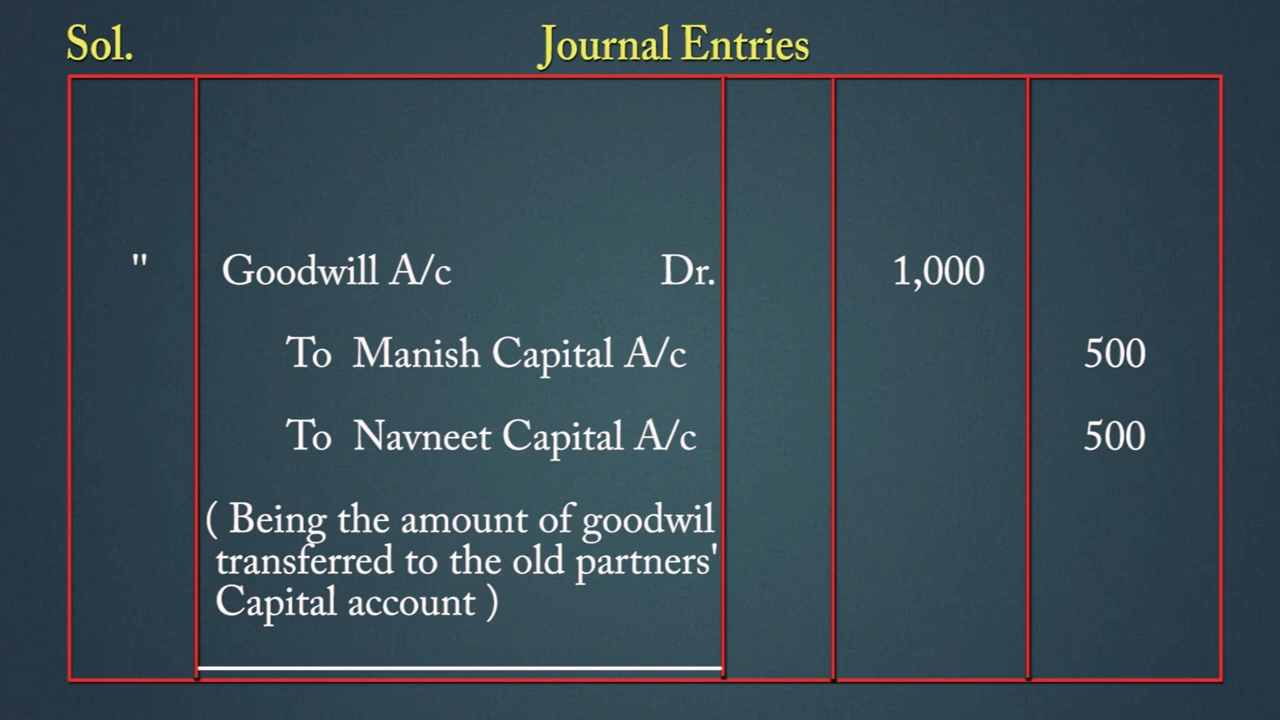 Sol. Journal Entries
" Goodwill A/c Dr. 1,000
To Manish Capital A/c 500
To Navneet Capital A/c 500
( Being the amount of goodwil
transferred to the old partners'
Capital account )